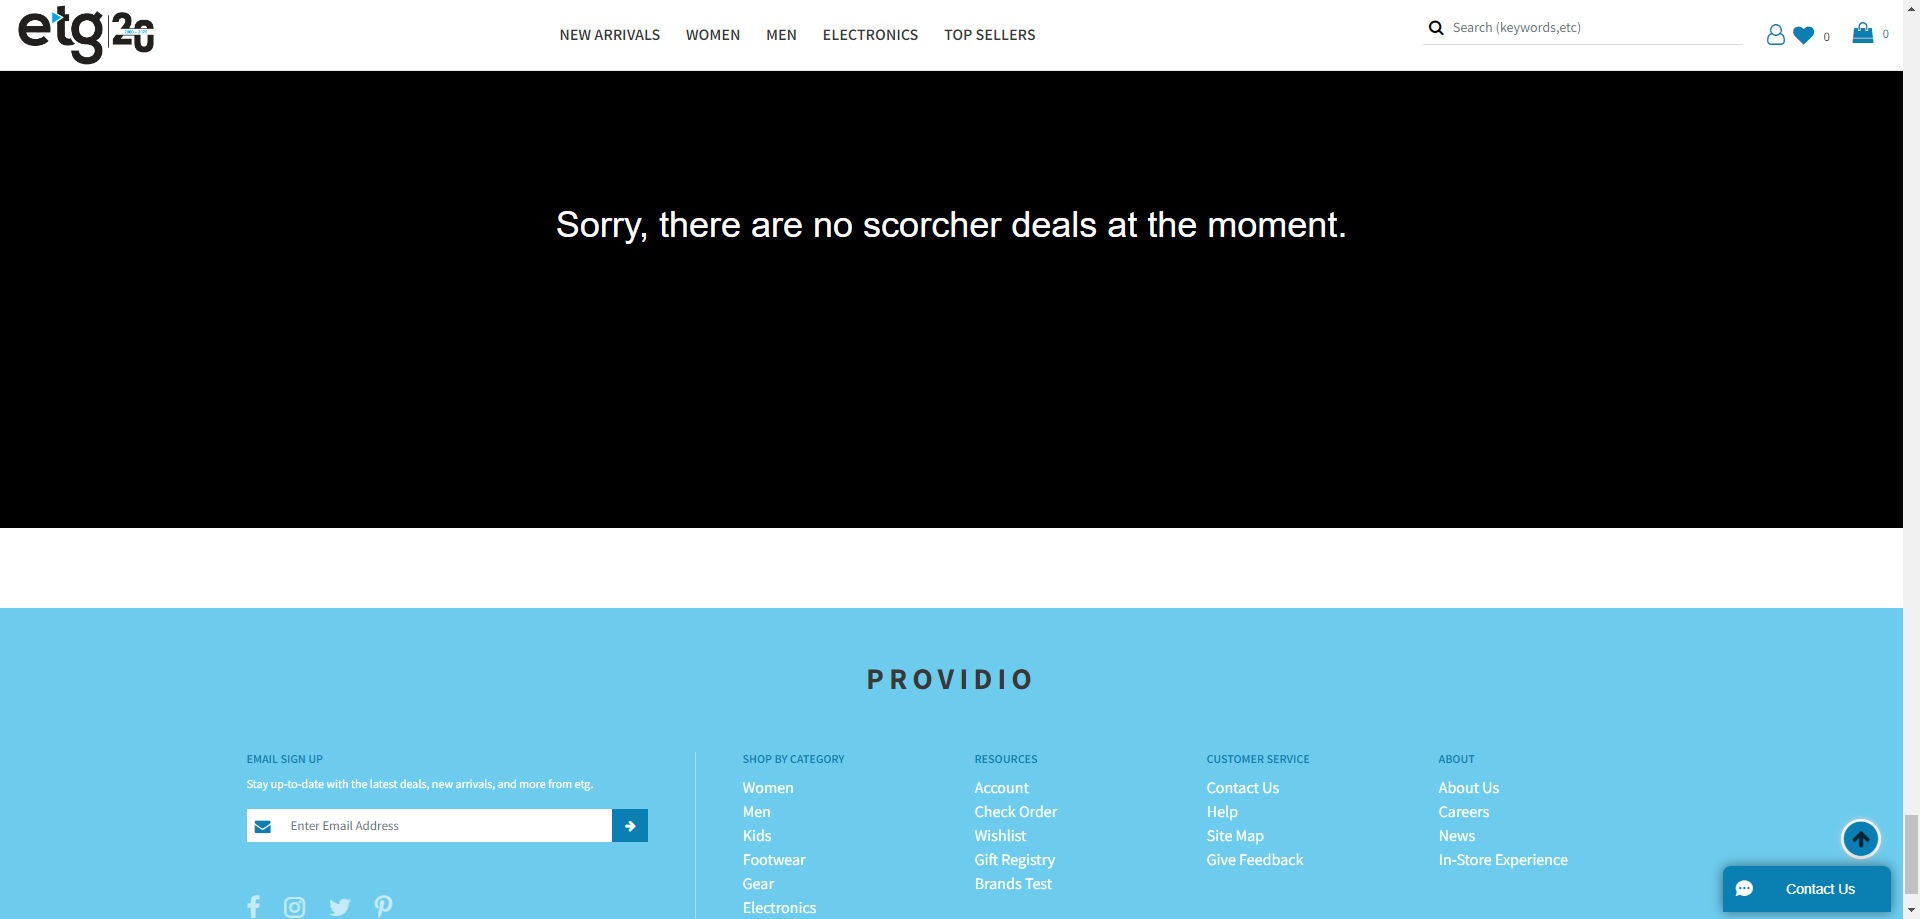 etg 20
NEW ARRIVALS WOMEN MEN ELECTRONICS TOP SELLERS
Search (keywords,etc)
0
0
Sorry, there are no scorcher deals at the moment.
PROVIDIO
EMAIL SIGN UP
Stay up-to-date with the latest deals, new arrivals, and more from etg.
Enter Email Address
SHOP BY CATEGORY
Women
Men
Kids
Footwear
Gear
Electronics
RESOURCES
Account
Check Order
Wishlist
Gift Registry
Brands Test
CUSTOMER SERVICE
Contact Us
Help
Site Map
Give Feedback
ABOUT
About Us
Careers
News
In-Store Experience
Contact Us